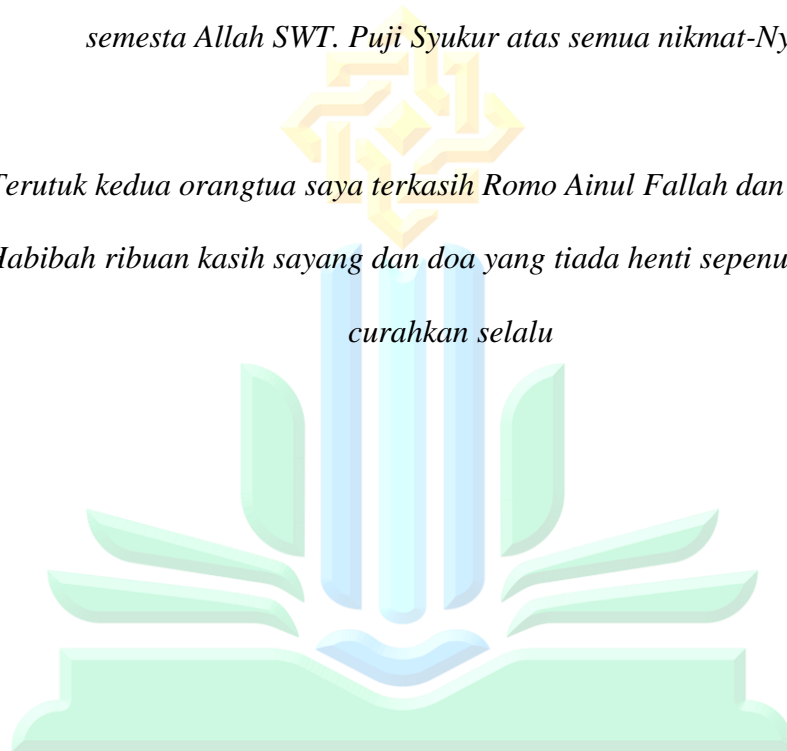 semesta Allah SWT. Puji Syukur atas semua nikmat-Ny
Terutuk kedua orangtua saya terkasih Romo Ainul Fallah dan
Habibah ribuan kasih sayang dan doa yang tiada henti sepenu
curahkan selalu